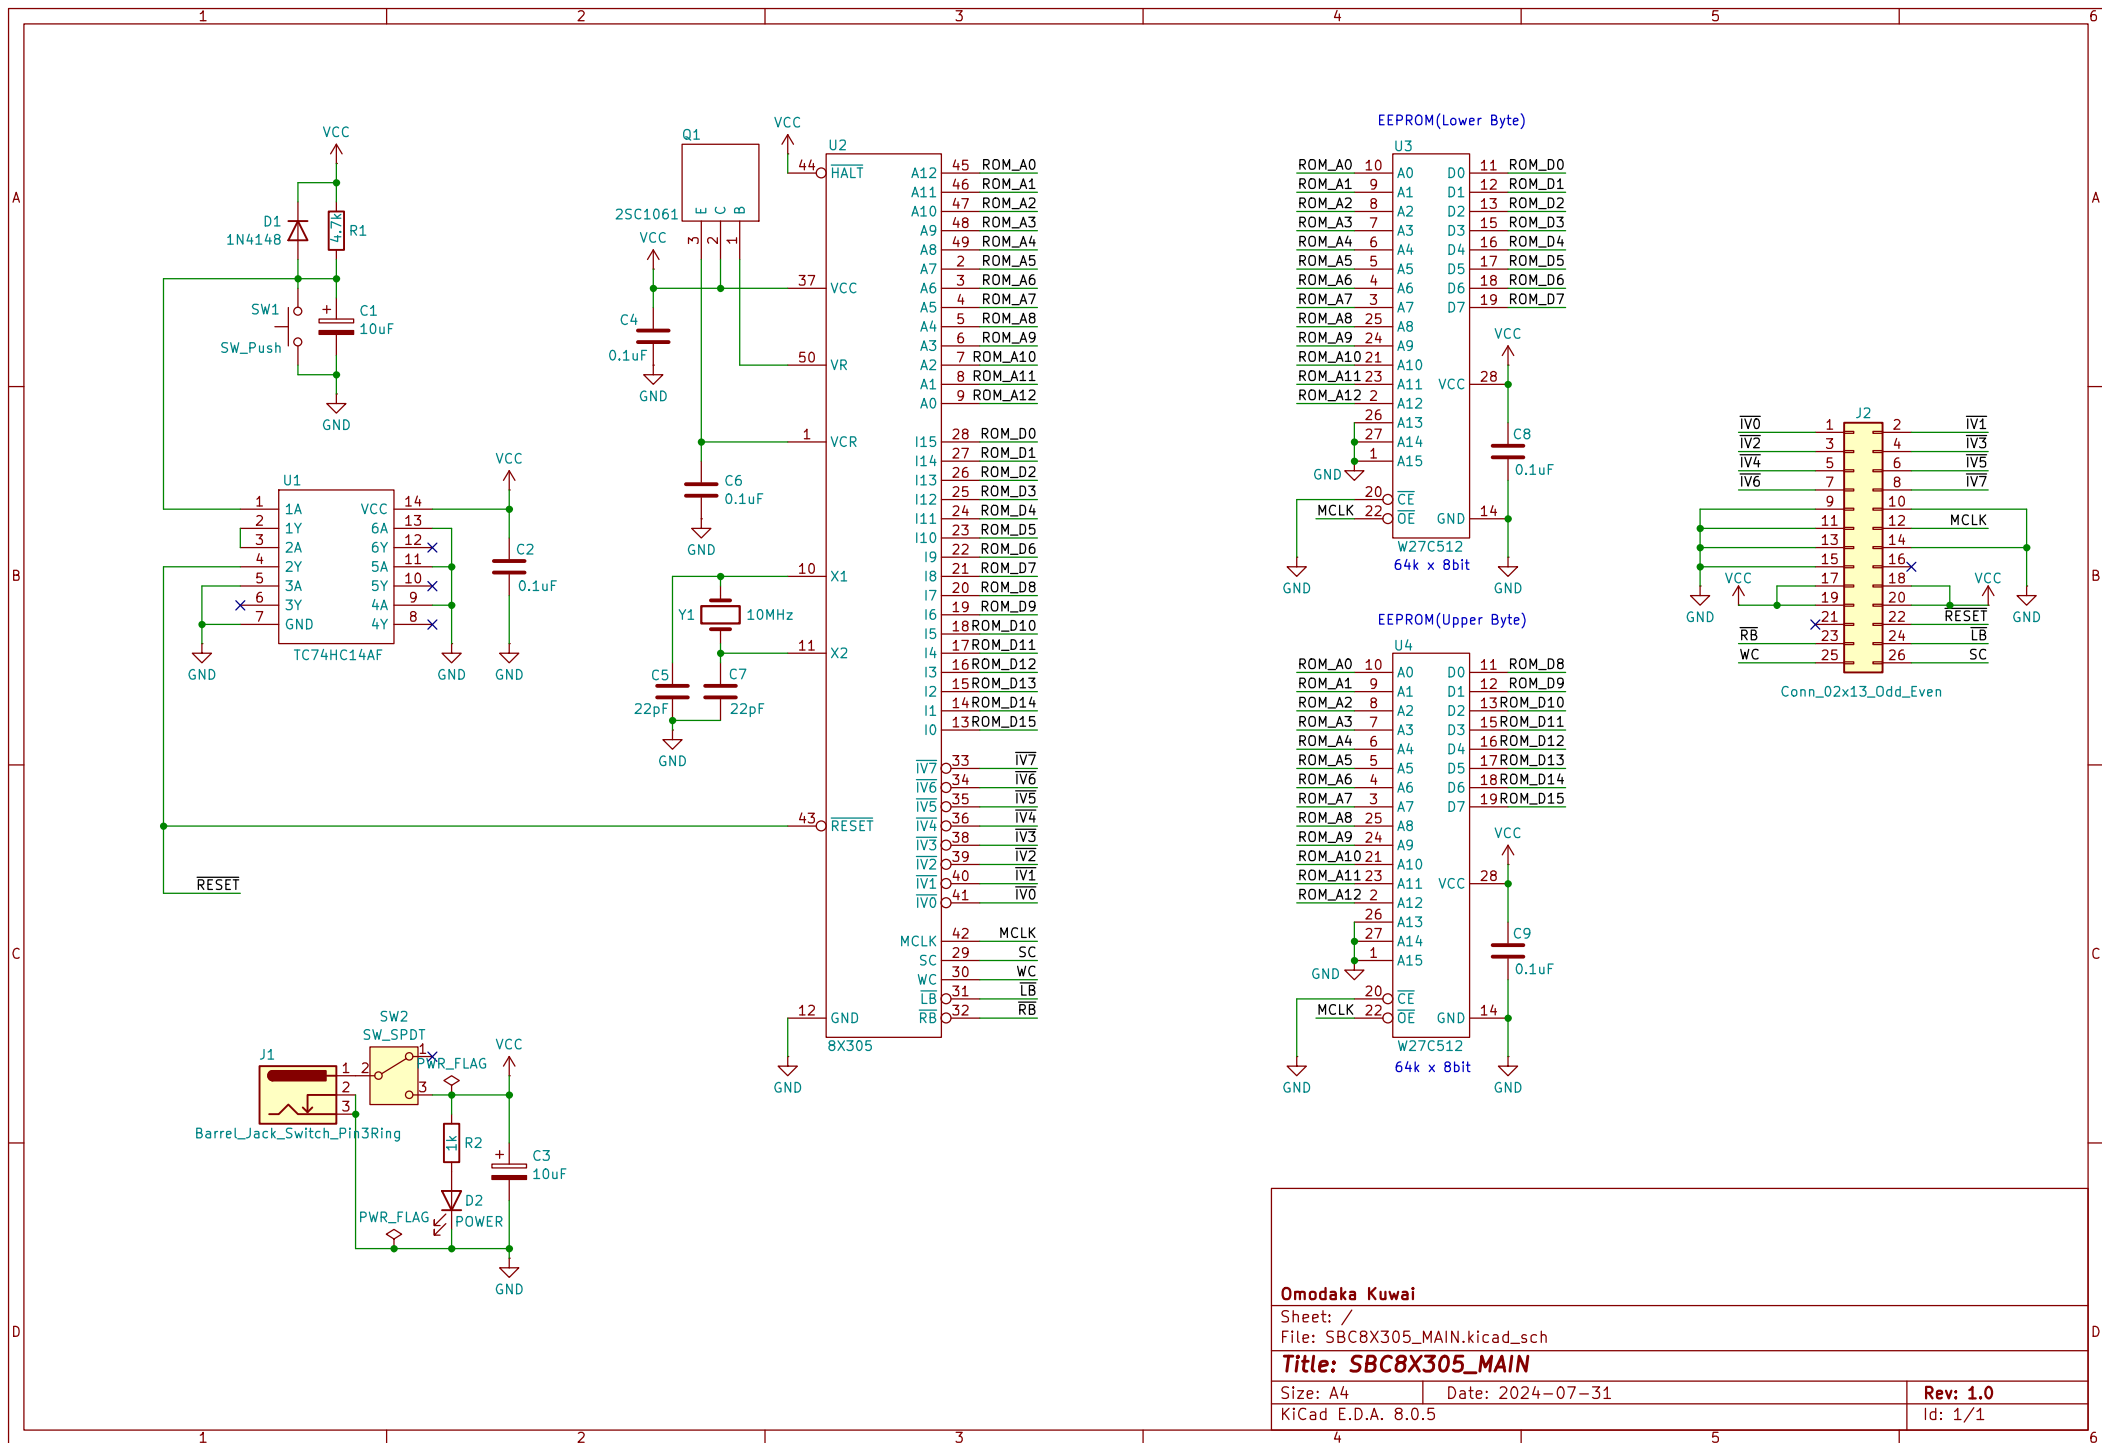 1 2 3 4 5 6
A
B
C
D
VCC
D1
1N4148
4.7k
R1
SW1
SW_Push
C1
10uF
GND
U1
1 1A
2 1Y
3 2A
4 2Y
5 3A
6 3Y
7 GND
VCC 14
6A 13
6Y 12
5A 11
5Y 10
4A 9
4Y 8
TC74HC14AF
VCC
C2
0.1uF
GND
GND
GND
RESET
J1
1
2
3
Barrel_Jack_Switch_Pin3Ring
SW2
SW_SPDT
1
2
3
PWR_FLAG
VCC
1k
R2
C3
10uF
D2
POWER
PWR_FLAG
GND
Q1
E C B
3 2 1
2SC1061
VCC
C4
0.1uF
GND
C6
0.1uF
GND
Y1
10MHz
C5
22pF
C7
22pF
GND
VCC
U2
44 HALT
37 VCC
50 VR
1 VCR
10 X1
11 X2
43 RESET
12 GND
GND
A12 45 ROM_A0
A11 46 ROM_A1
A10 47 ROM_A2
A9 48 ROM_A3
A8 49 ROM_A4
A7 2 ROM_A5
A6 3 ROM_A6
A5 4 ROM_A7
A4 5 ROM_A8
A3 6 ROM_A9
A2 7 ROM_A10
A1 8 ROM_A11
A0 9 ROM_A12
I15 28 ROM_D0
I14 27 ROM_D1
I13 26 ROM_D2
I12 25 ROM_D3
I11 24 ROM_D4
I10 23 ROM_D5
I9 22 ROM_D6
I8 21 ROM_D7
I7 20 ROM_D8
I6 19 ROM_D9
I5 18 ROM_D10
I4 17 ROM_D11
I3 16 ROM_D12
I2 15 ROM_D13
I1 14 ROM_D14
I0 13 ROM_D15
IV7 33 IV7
IV6 34 IV6
IV5 35 IV5
IV4 36 IV4
IV3 38 IV3
IV2 39 IV2
IV1 40 IV1
IV0 41 IV0
MCLK 42 MCLK
SC 29 SC
WC 30 WC
LB 31 LB
RB 32 RB
8X305
EEPROM(Lower Byte)
U3
ROM_A0 10 A0 D0 11 ROM_D0
ROM_A1 9 A1 D1 12 ROM_D1
ROM_A2 8 A2 D2 13 ROM_D2
ROM_A3 7 A3 D3 15 ROM_D3
ROM_A4 6 A4 D4 16 ROM_D4
ROM_A5 5 A5 D5 17 ROM_D5
ROM_A6 4 A6 D6 18 ROM_D6
ROM_A7 3 A7 D7 19 ROM_D7
ROM_A8 25 A8
ROM_A9 24 A9
ROM_A10 21 A10
ROM_A11 23 A11 VCC 28
ROM_A12 2 A12
26 A13
27 A14
1 A15
GND
20 CE
MCLK 22 OE GND 14
VCC
C8
0.1uF
W27C512
64k x 8bit
GND
GND
EEPROM(Upper Byte)
U4
ROM_A0 10 A0 D0 11 ROM_D8
ROM_A1 9 A1 D1 12 ROM_D9
ROM_A2 8 A2 D2 13 ROM_D10
ROM_A3 7 A3 D3 15 ROM_D11
ROM_A4 6 A4 D4 16 ROM_D12
ROM_A5 5 A5 D5 17 ROM_D13
ROM_A6 4 A6 D6 18 ROM_D14
ROM_A7 3 A7 D7 19 ROM_D15
ROM_A8 25 A8
ROM_A9 24 A9
ROM_A10 21 A10
ROM_A11 23 A11 VCC 28
ROM_A12 2 A12
26 A13
27 A14
1 A15
GND
20 CE
MCLK 22 OE GND 14
VCC
C9
0.1uF
W27C512
64k x 8bit
GND
GND
J2
IV0 1 2 IV1
IV2 3 4 IV3
IV4 5 6 IV5
IV6 7 8 IV7
9 10
11 12 MCLK
13 14
15 16
VCC 17 18 VCC
19 20
21 22 RESET
RB 23 24 LB
WC 25 26 SC
GND
GND
Conn_02x13_Odd_Even
Omodaka Kuwai
Sheet: /
File: SBC8X305_MAIN.kicad_sch
Title: SBC8X305_MAIN
Size: A4 Date: 2024-07-31 Rev: 1.0
KiCad E.D.A. 8.0.5 Id: 1/1
A
B
C
D
1 2 3 4 5 6